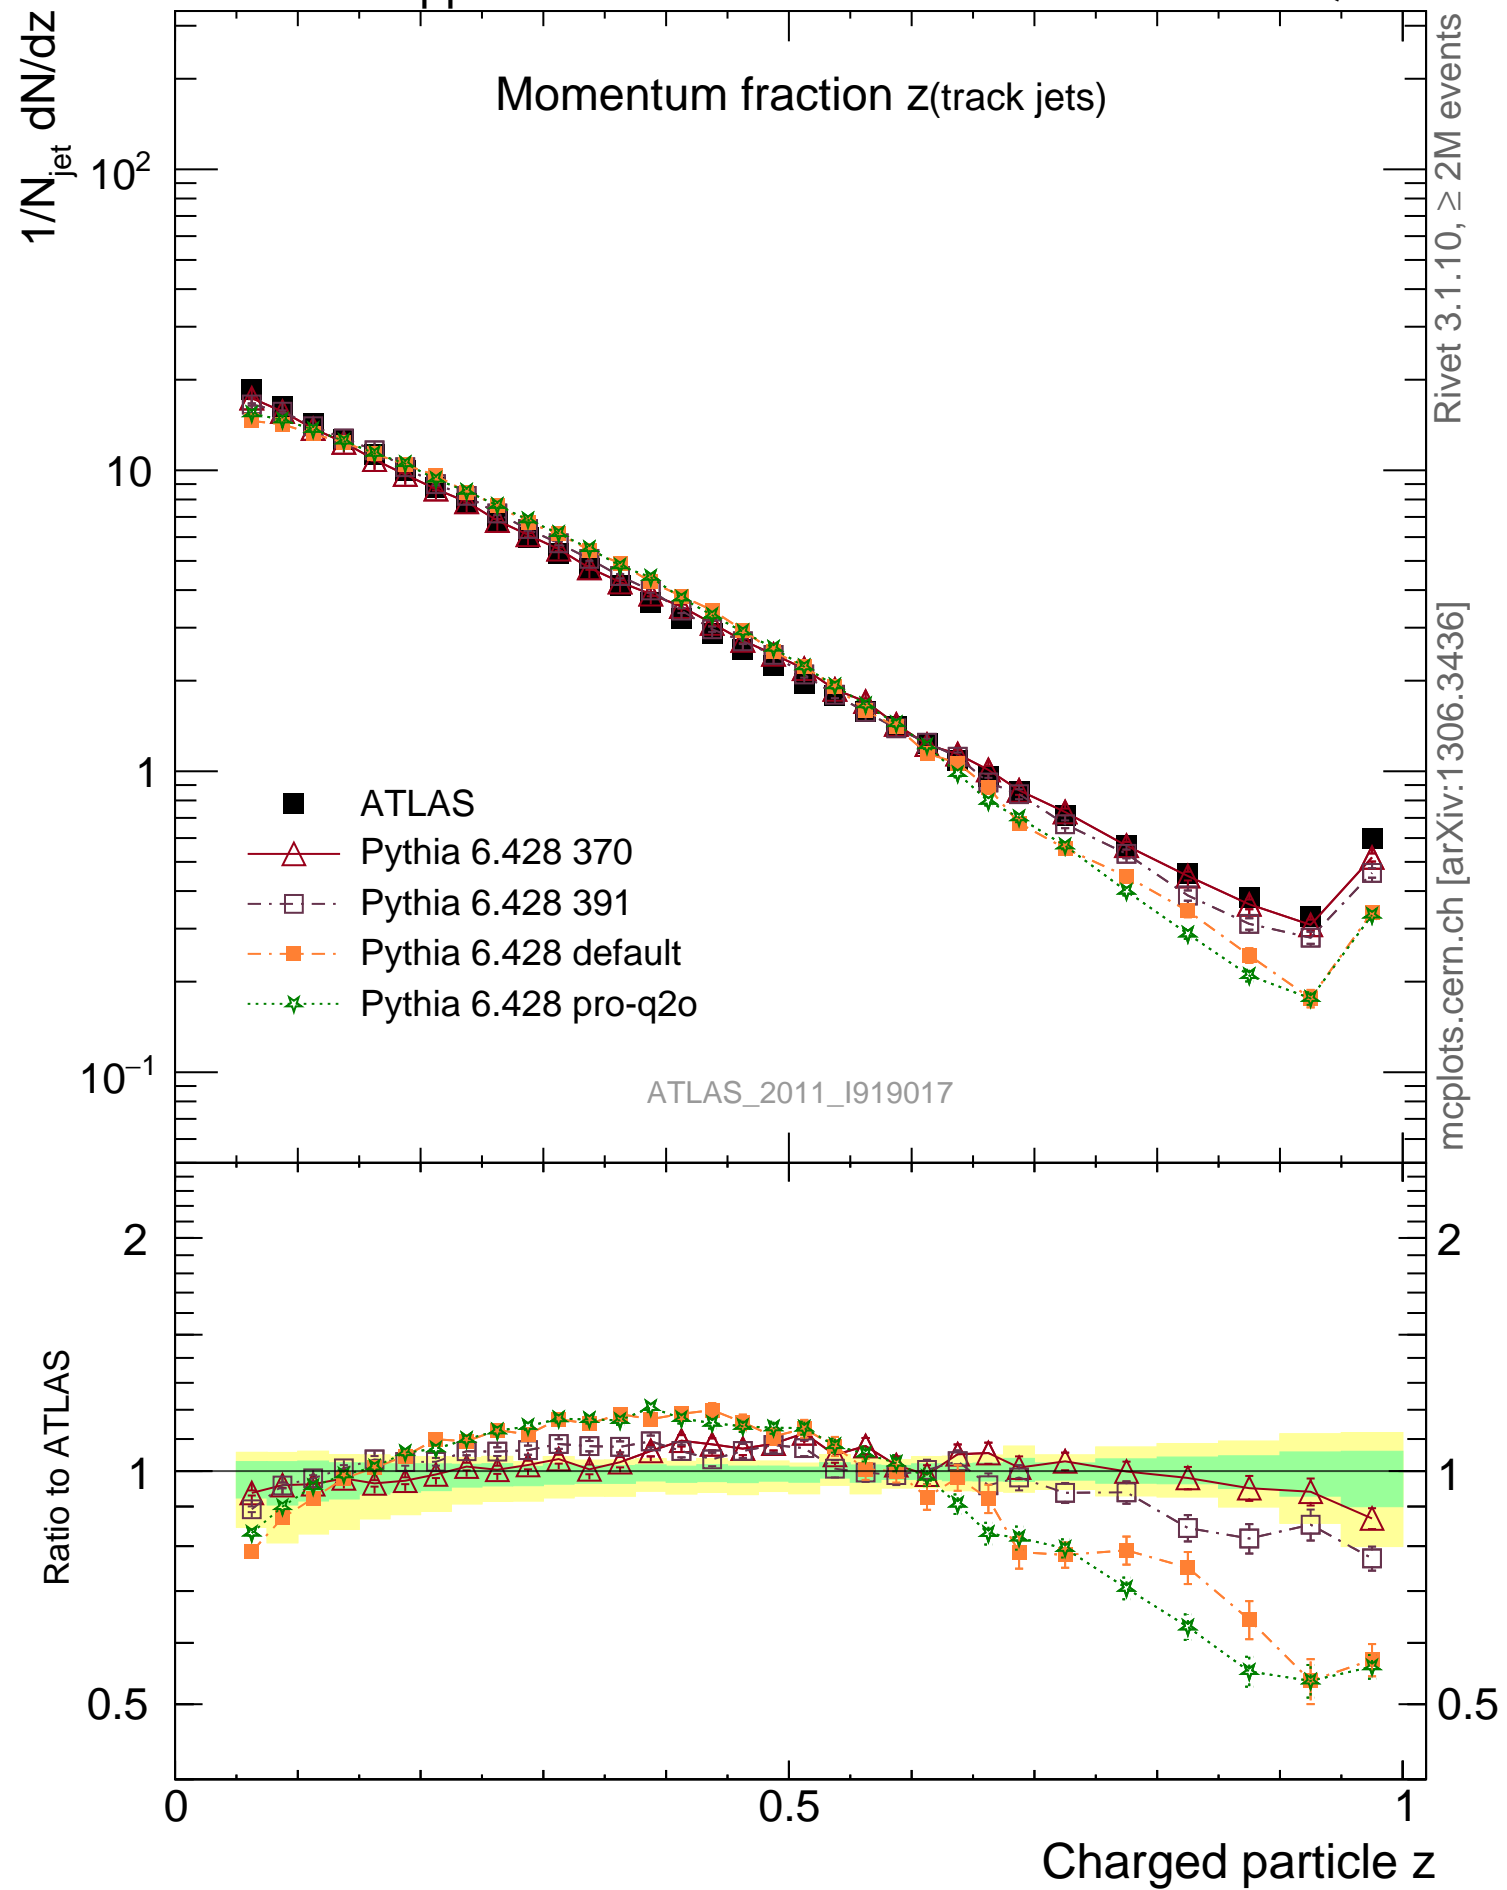 Momentum fraction z(track jets)
1/N_jet dN/dz
10²
10
1
10⁻¹
ATLAS
Pythia 6.428 370
Pythia 6.428 391
Pythia 6.428 default
Pythia 6.428 pro-q2o
ATLAS_2011_I919017
Rivet 3.1.10, ≥ 2M events
mcplots.cern.ch [arXiv:1306.3436]
Ratio to ATLAS
2
1
0.5
2
1
0.5
0
0.5
1
Charged particle z